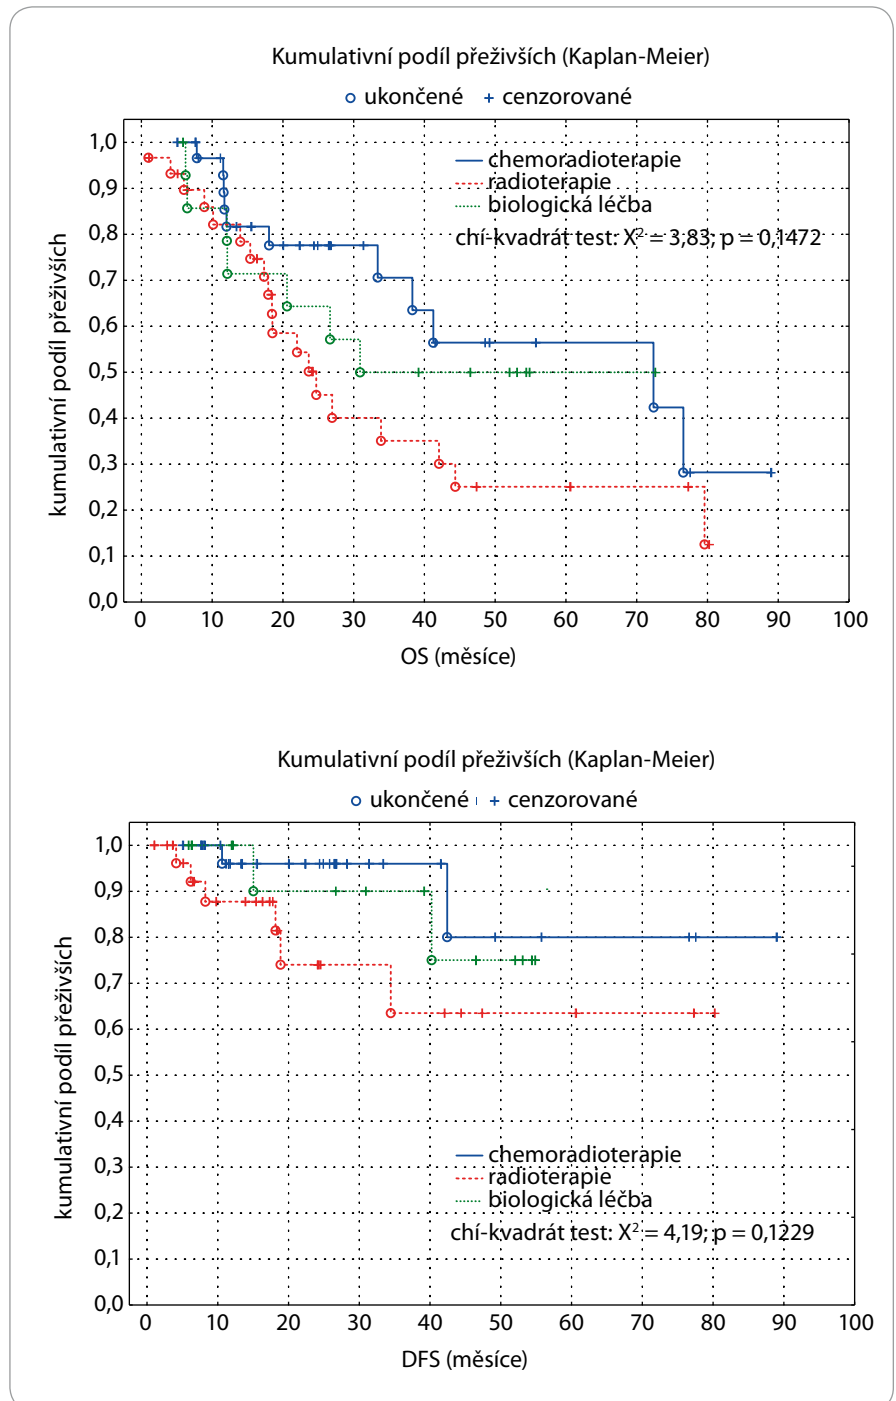 Kumulativní podíl přeživších (Kaplan-Meier)
ukončené cenzorované
1,0
0,9
0,8
0,7
0,6
0,5
0,4
0,3
0,2
0,1
0,0
kumulativní podíl přeživších
chemoradioterapie
radioterapie
biologická léčba
chí-kvadrát test: X² = 3,83; p = 0,1472
0 10 20 30 40 50 60 70 80 90 100
OS (měsíce)
Kumulativní podíl přeživších (Kaplan-Meier)
ukončené cenzorované
1,0
0,9
0,8
0,7
0,6
0,5
0,4
0,3
0,2
0,1
0,0
kumulativní podíl přeživších
chemoradioterapie
radioterapie
biologická léčba
chí-kvadrát test: X² = 4,19; p = 0,1229
0 10 20 30 40 50 60 70 80 90 100
DFS (měsíce)